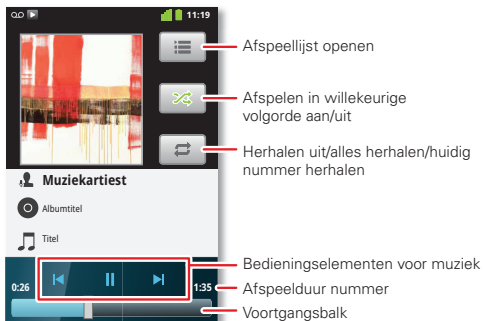 11:19
Afspeellijst openen
Afspelen in willekeurige
volgorde aan/uit
Herhalen uit/alles herhalen/huidig
nummer herhalen
Muziekartiest
Albumtitel
Titel
Bedieningselementen voor muziek
0:26
1:35
Afspeelduur nummer
Voortgangsbalk